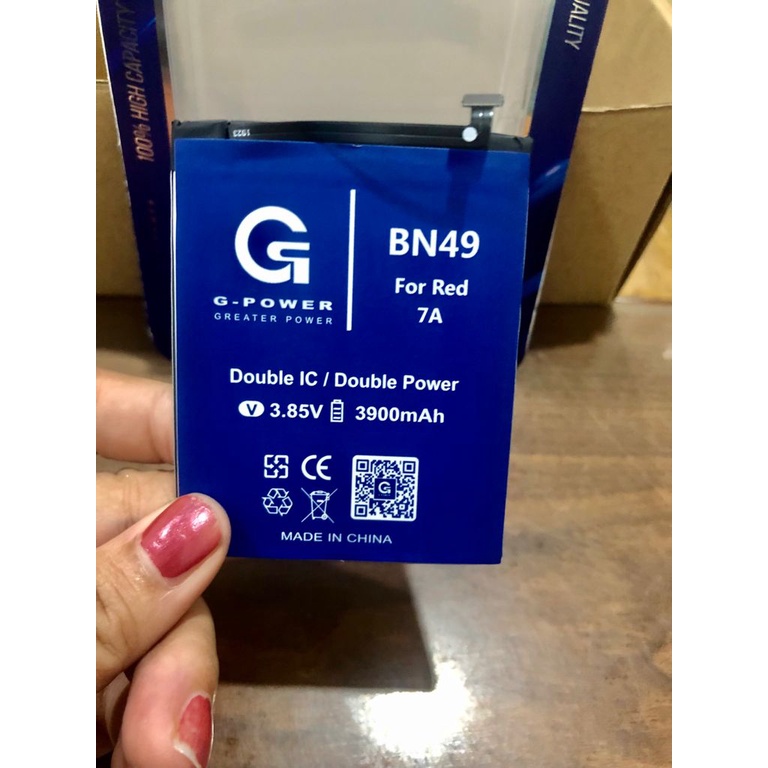 100% HIGH CAPACITY
1923
G-POWER
GREATER POWER
BN49
For Red
7A
Double IC / Double Power
V 3.85V 3900mAh
CE
G
MADE IN CHINA